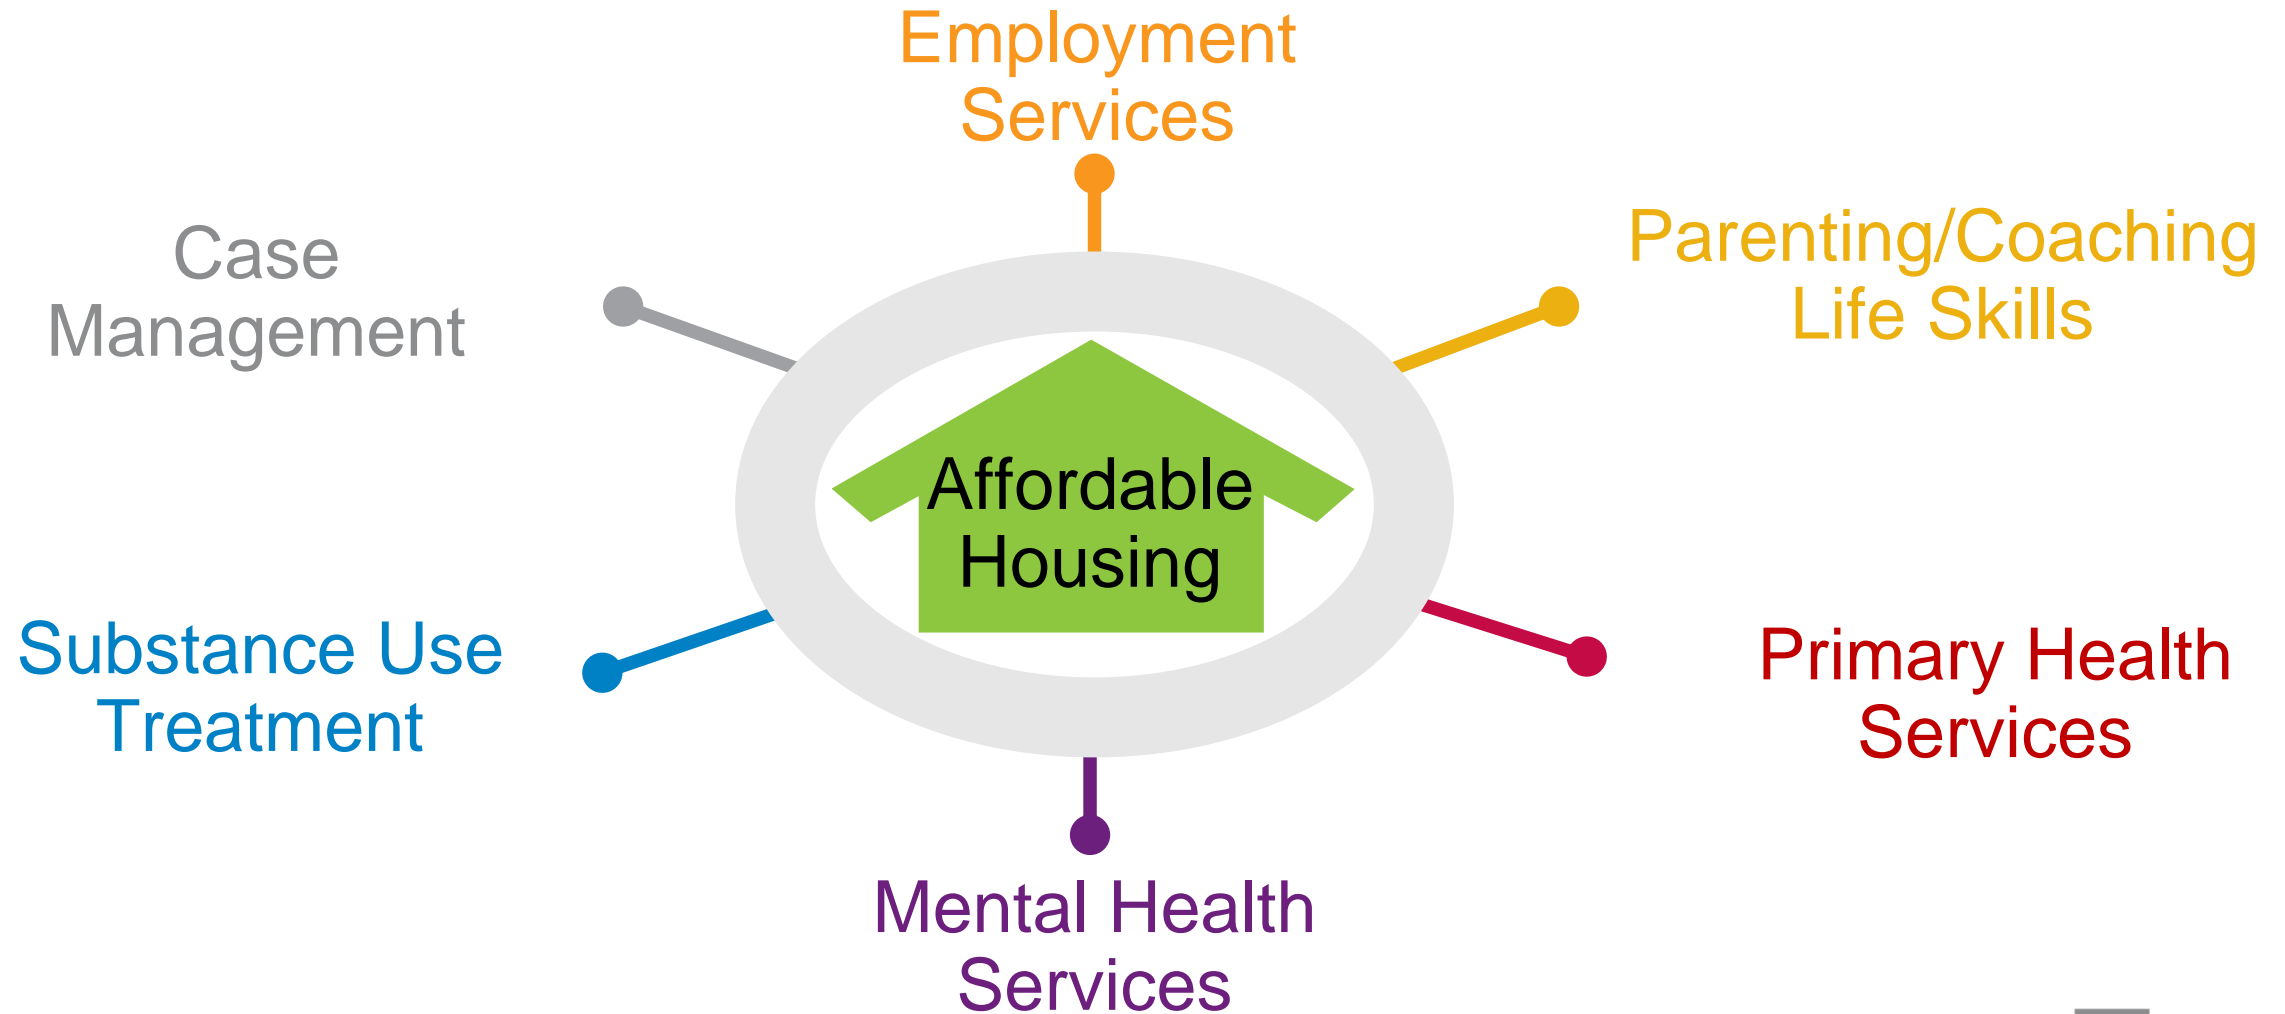 Employment
Services
Case
Management
Parenting/Coaching
Life Skills
Affordable
Housing
Substance Use
Treatment
Primary Health
Services
Mental Health
Services